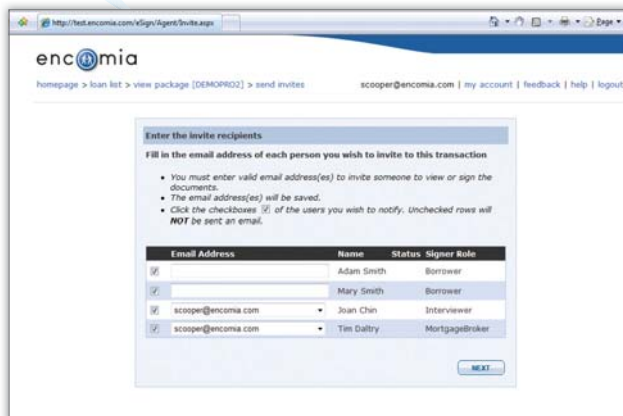 http://test.encomia.com/eSign/Agent/Invite.aspx
Page
encomia
homepage > loan list > view package [DEMOPRO2] > send invites scooper@encomia.com | my account | feedback | help | logout
Enter the invite recipients
Fill in the email address of each person you wish to invite to this transaction
• You must enter valid email address(es) to invite someone to view or sign the
documents.
• The email address(es) will be saved.
• Click the checkboxes of the users you wish to notify. Unchecked rows will
NOT be sent an email.
Email Address Name Status Signer Role
Adam Smith Borrower
Mary Smith Borrower
scooper@encomia.com Joan Chin Interviewer
scooper@encomia.com Tim Daltry MortgageBroker
NEXT